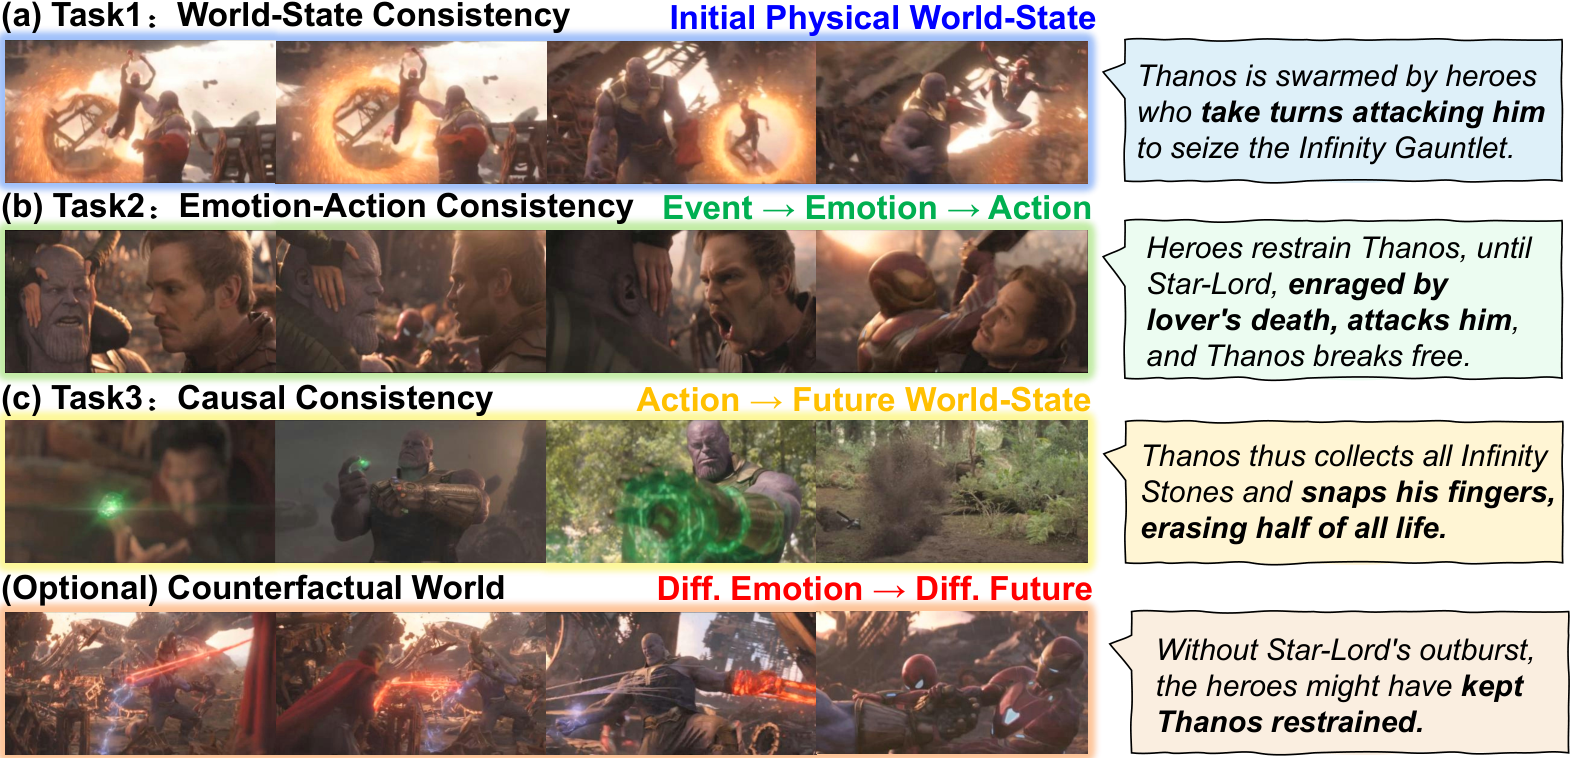 (a) Task1：World-State Consistency
Initial Physical World-State
Thanos is swarmed by heroes
who take turns attacking him
to seize the Infinity Gauntlet.
(b) Task2：Emotion-Action Consistency
Event → Emotion → Action
Heroes restrain Thanos, until
Star-Lord, enraged by
lover's death, attacks him,
and Thanos breaks free.
(c) Task3：Causal Consistency
Action → Future World-State
Thanos thus collects all Infinity
Stones and snaps his fingers,
erasing half of all life.
(Optional) Counterfactual World
Diff. Emotion → Diff. Future
Without Star-Lord's outburst,
the heroes might have kept
Thanos restrained.